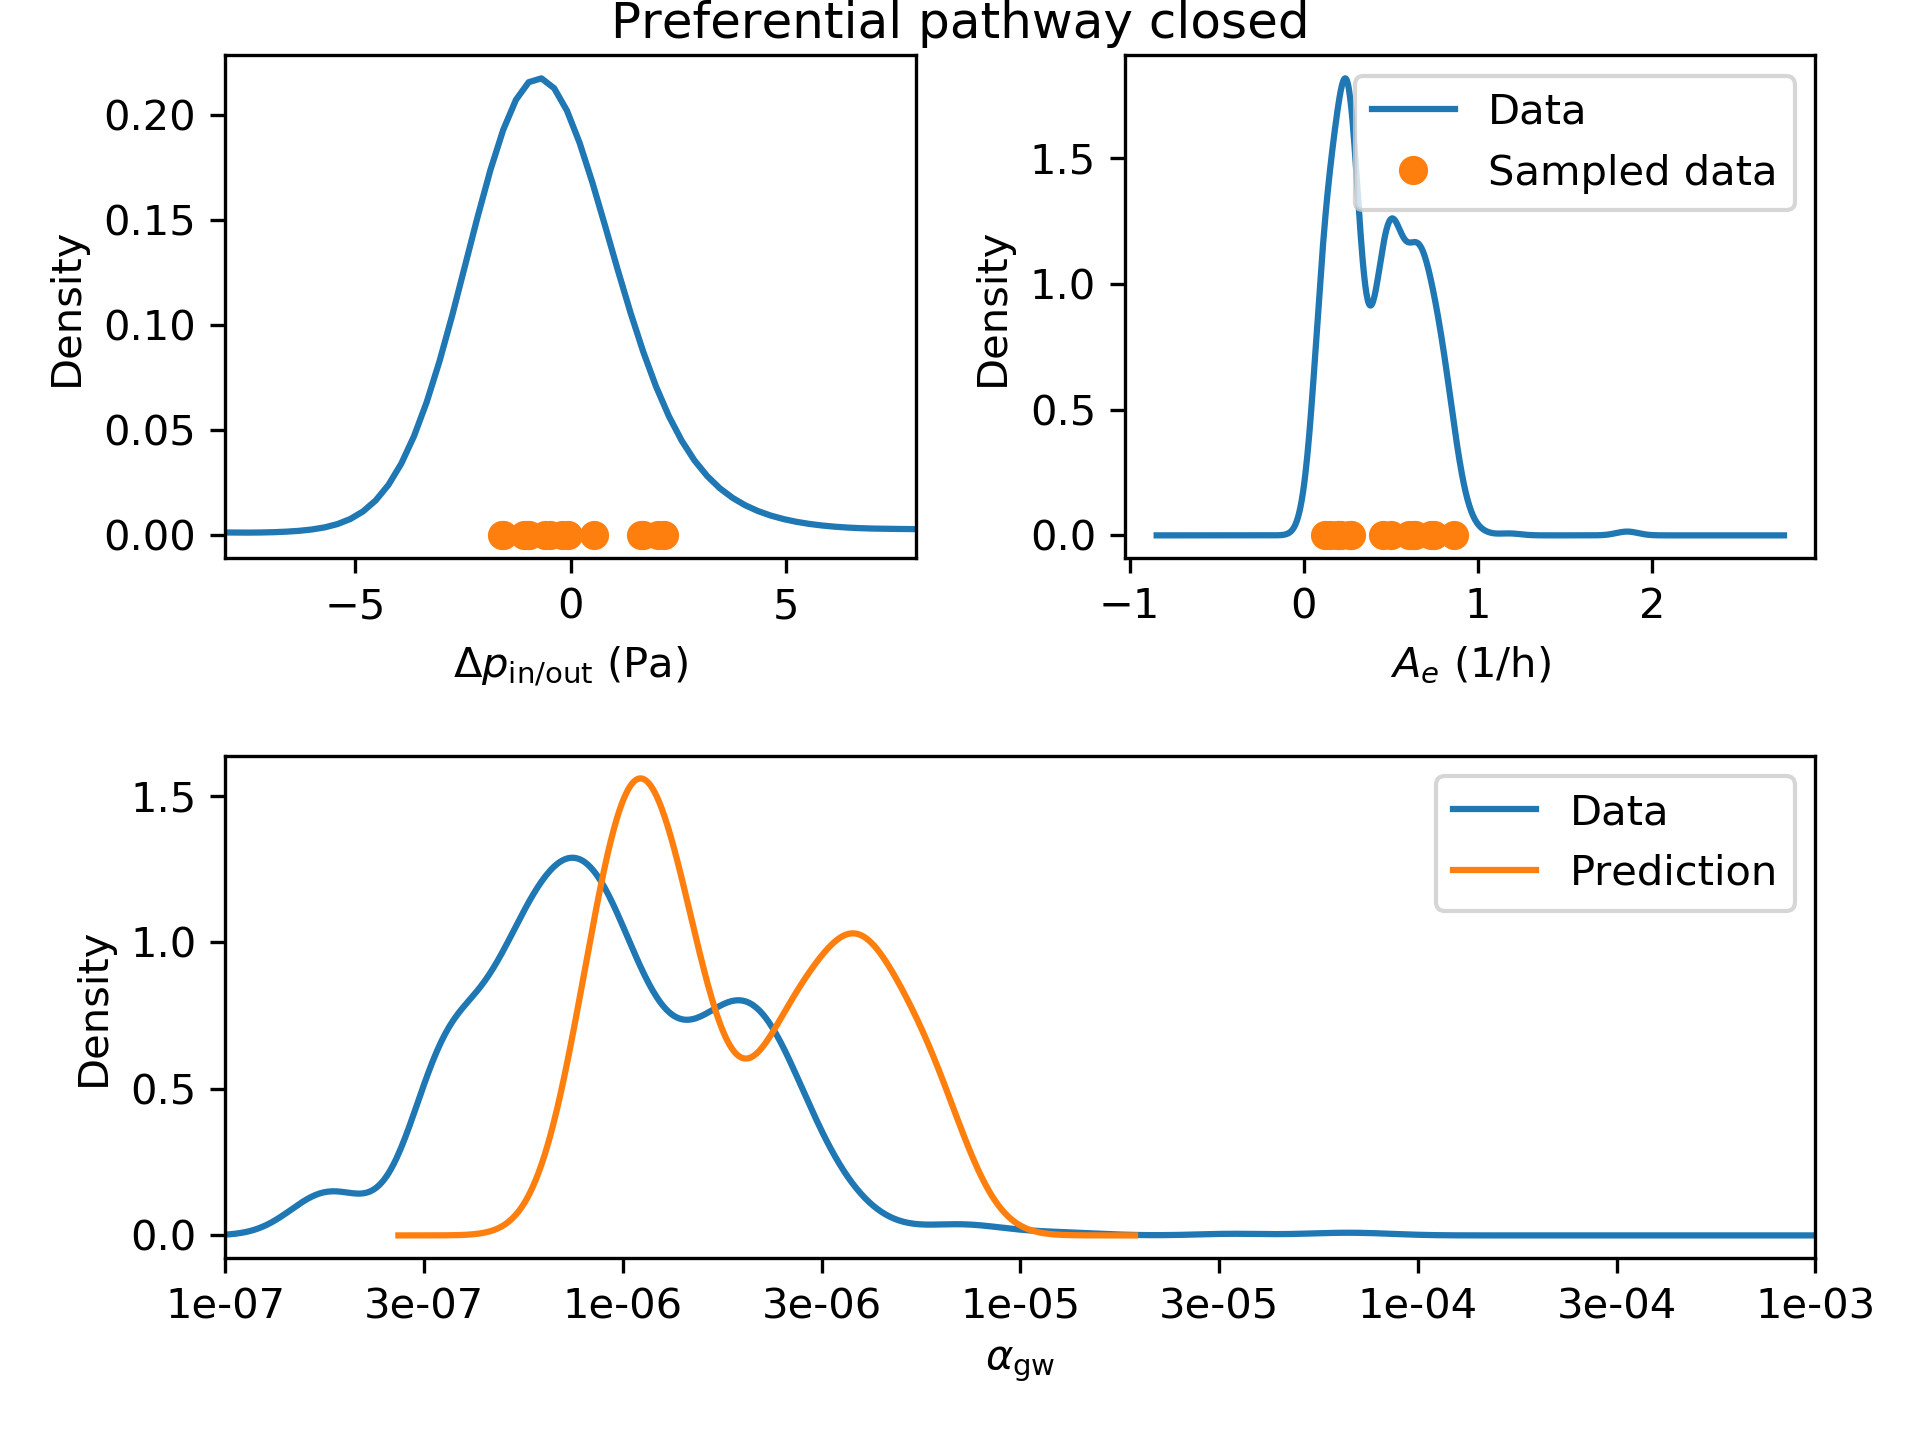 Preferential pathway closed
Density
0.20
0.15
0.10
0.05
0.00
−5 0 5
Δp_in/out (Pa)
Density
1.5
1.0
0.5
0.0
−1 0 1 2
A_e (1/h)
Data
Sampled data
Density
1.5
1.0
0.5
0.0
1e-07 3e-07 1e-06 3e-06 1e-05 3e-05 1e-04 3e-04 1e-03
α_gw
Data
Prediction